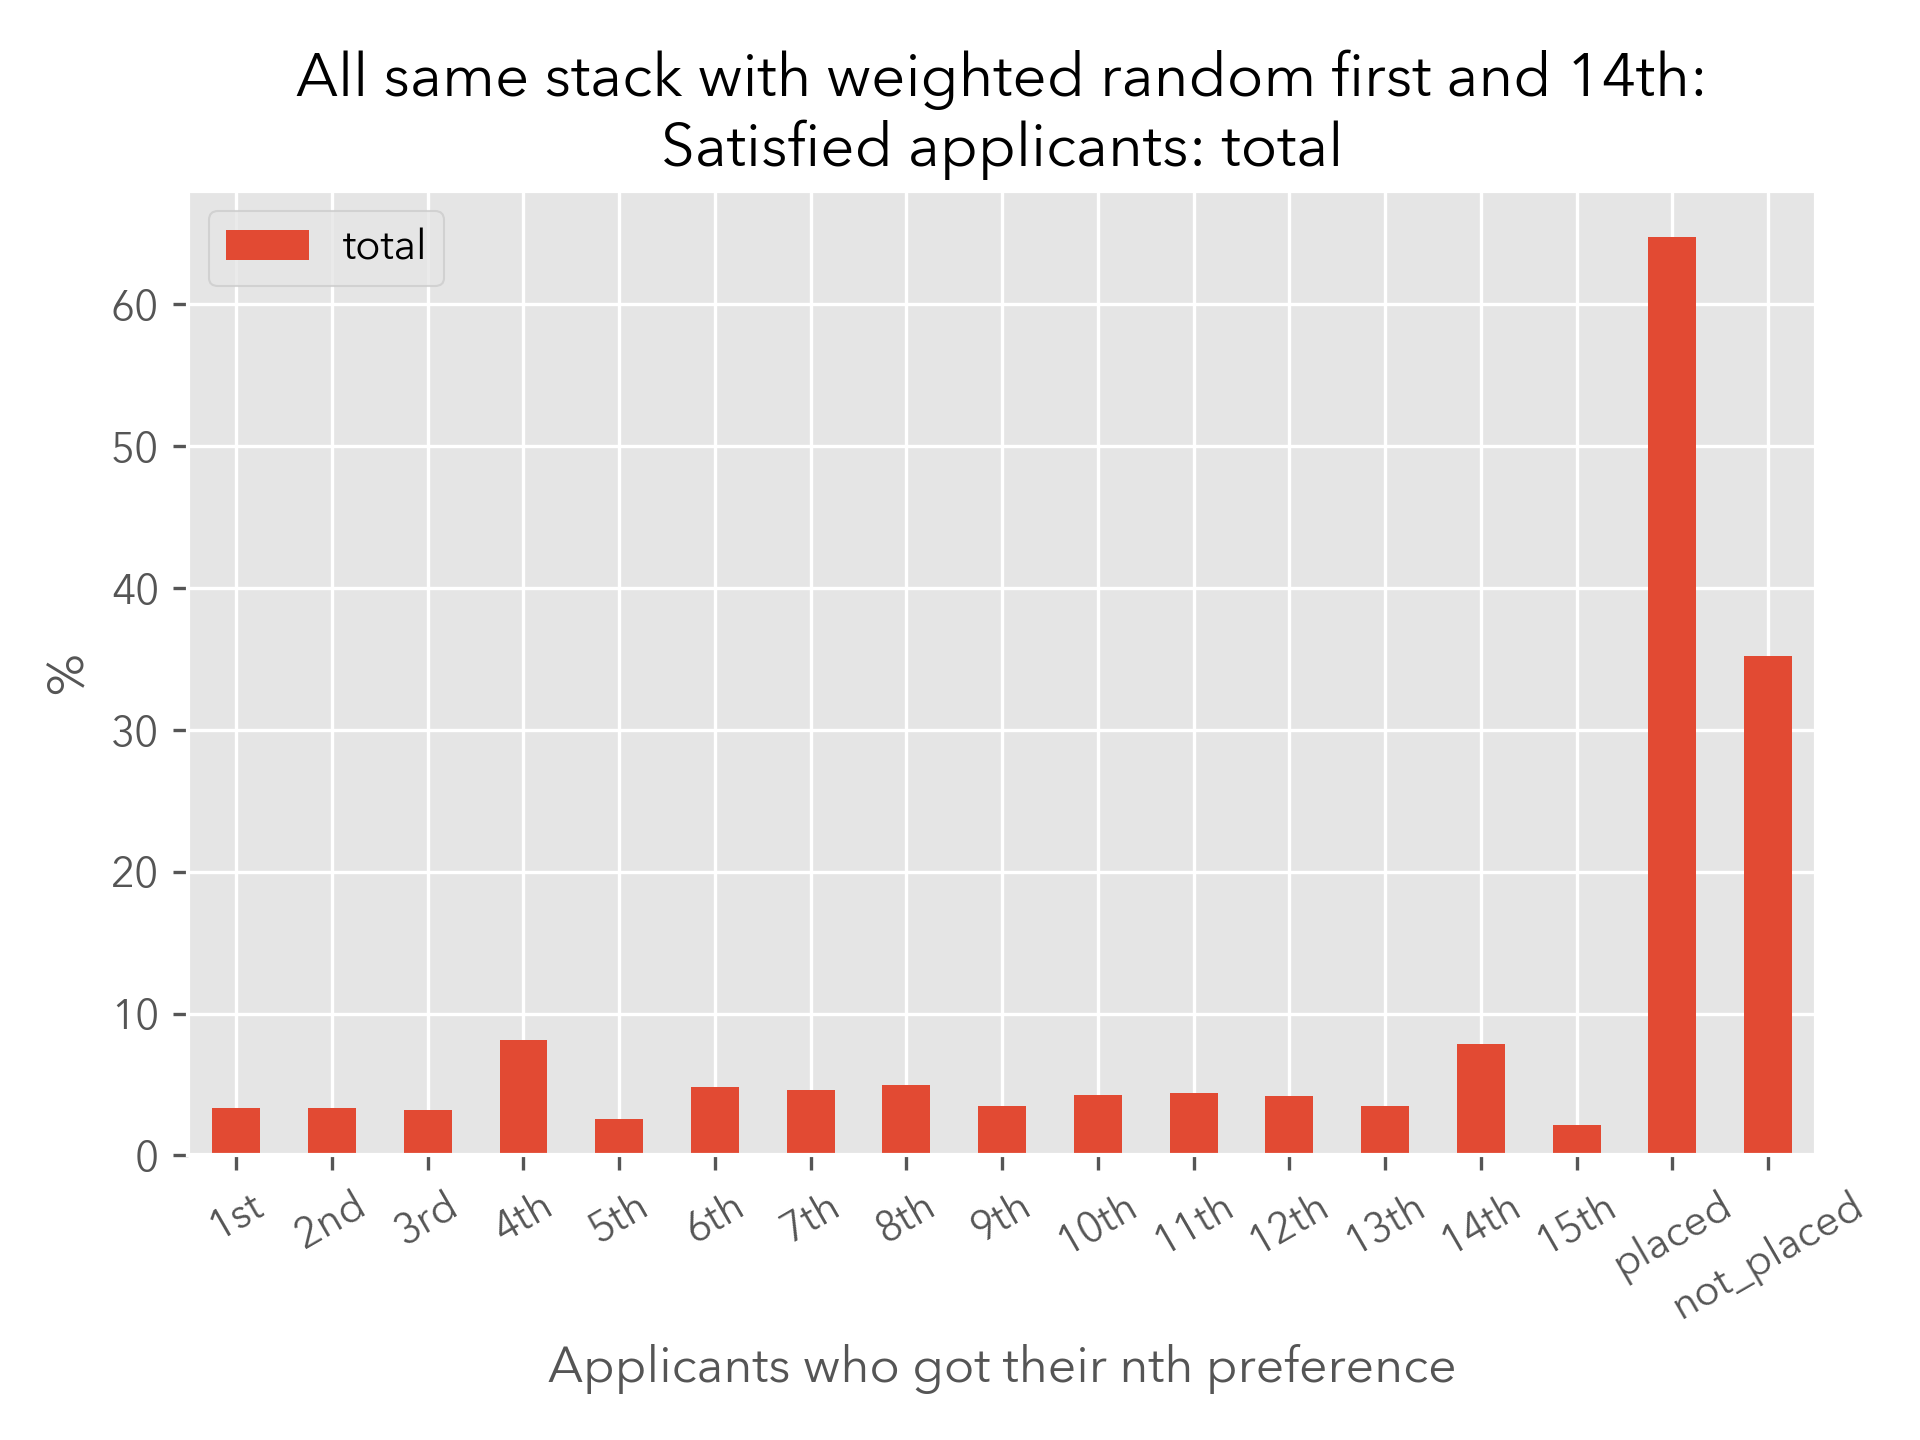 All same stack with weighted random first and 14th:
Satisfied applicants: total
total
60
50
40
30
20
10
0
%
1st
2nd
3rd
4th
5th
6th
7th
8th
9th
10th
11th
12th
13th
14th
15th
placed
not_placed
Applicants who got their nth preference